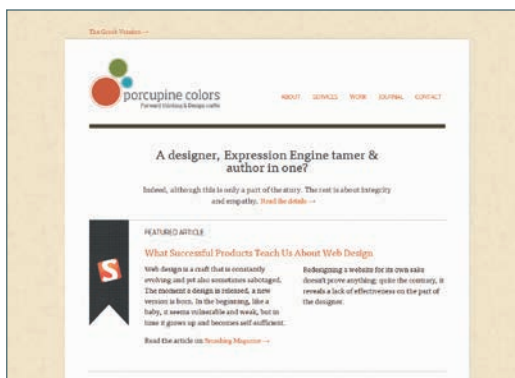 The Greek Version →
porcupine colors
Forward thinking & Design crafts
ABOUT SERVICES WORK JOURNAL CONTACT
A designer, Expression Engine tamer &
author in one?
Indeed, although this is only a part of the story. The rest is about integrity
and empathy. Read the details →
FEATURED ARTICLE
What Successful Products Teach Us About Web Design
Web design is a craft that is constantly
evolving and yet also sometimes sabotaged.
The moment a design is released, a new
version is born. In the beginning, like a
baby, it seems vulnerable and weak, but in
time it grows up and becomes self-sufficient.
Redesigning a website for its own sake
doesn't prove anything; quite the contrary, it
reveals a lack of effectiveness on the part of
the designer.
Read the article on Smashing Magazine →
S